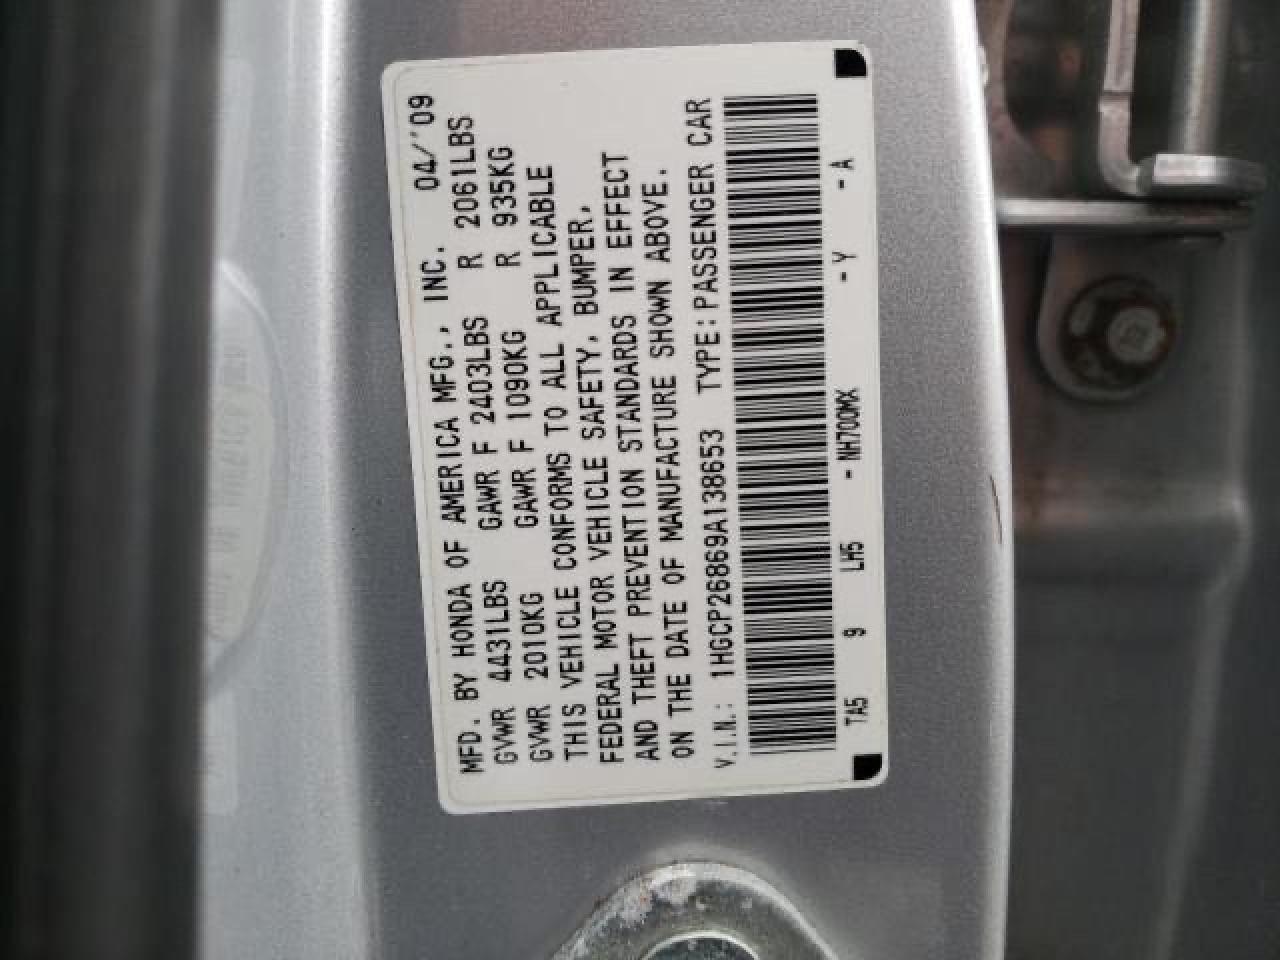 MFD. BY HONDA OF AMERICA MFG., INC. 04/'09
GVWR 4431LBS GAWR F 2403LBS R 2061LBS
GVWR 2010KG GAWR F 1090KG R 935KG
THIS VEHICLE CONFORMS TO ALL APPLICABLE
FEDERAL MOTOR VEHICLE SAFETY, BUMPER,
AND THEFT PREVENTION STANDARDS IN EFFECT
ON THE DATE OF MANUFACTURE SHOWN ABOVE.
V.I.N.: 1HGCP26869A138653 TYPE:PASSENGER CAR
TA5 9 LH5 - NH700MX - Y - A